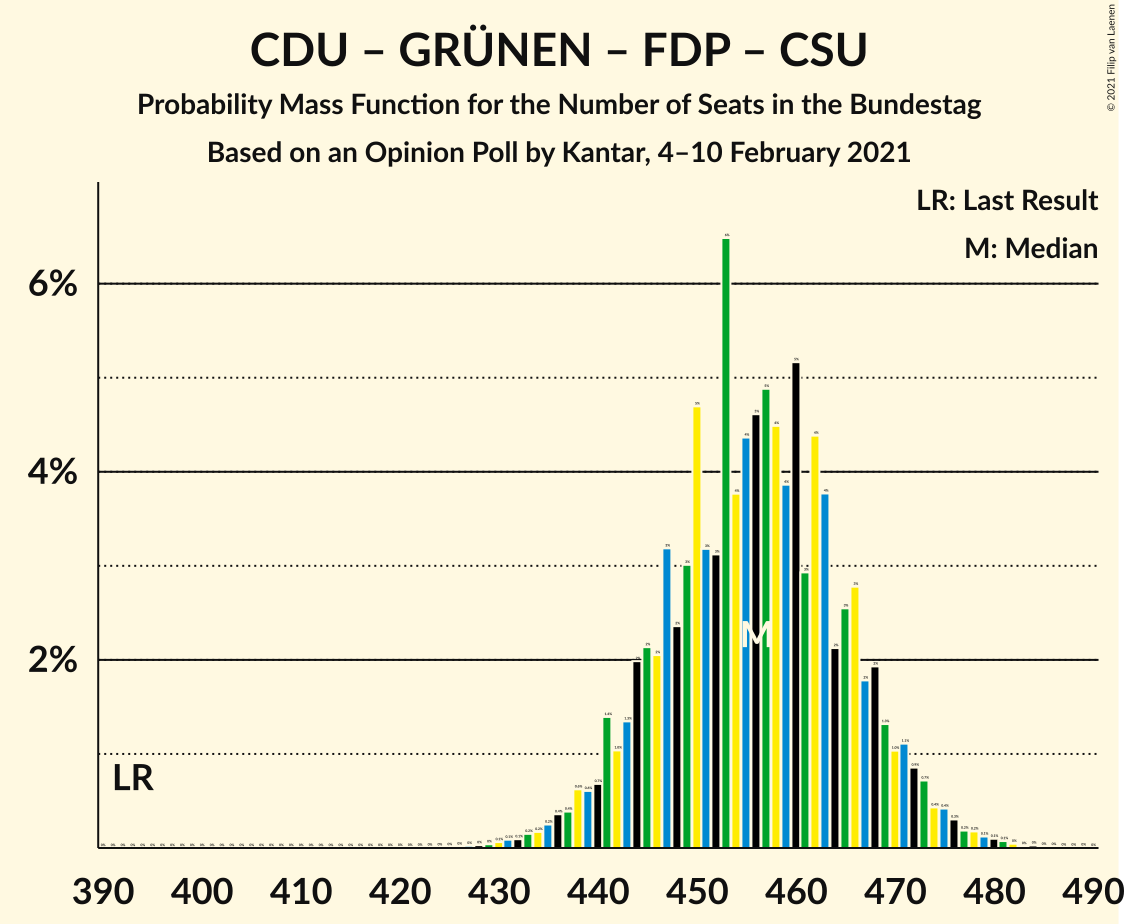 CDU – GRÜNEN – FDP – CSU
Probability Mass Function for the Number of Seats in the Bundestag
Based on an Opinion Poll by Kantar, 4–10 February 2021
© 2021 Filip van Laenen
LR: Last Result
M: Median
6%
4%
2%
LR
M
390 400 410 420 430 440 450 460 470 480 490